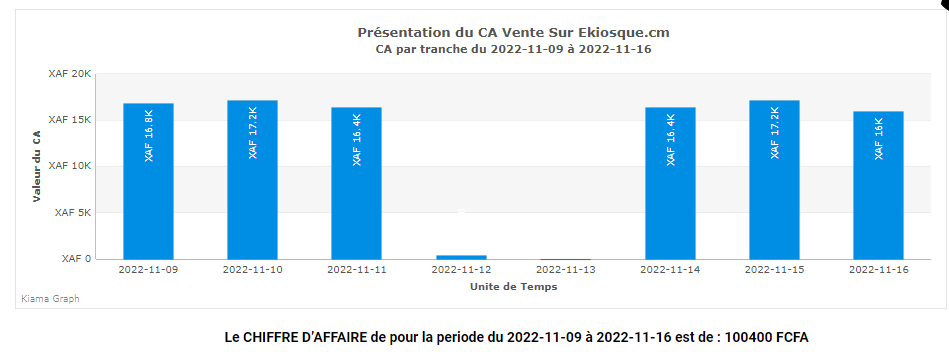 Présentation du CA Vente Sur Ekiosque.cm
CA par tranche du 2022-11-09 à 2022-11-16
Valeur du CA
XAF 20K
XAF 15K
XAF 10K
XAF 5K
XAF 0
XAF 16.8K
XAF 17.2K
XAF 16.4K
XAF 16.4K
XAF 17.2K
XAF 16K
2022-11-09
2022-11-10
2022-11-11
2022-11-12
2022-11-13
2022-11-14
2022-11-15
2022-11-16
Unite de Temps
Kiama Graph
Le CHIFFRE D’AFFAIRE de pour la periode du 2022-11-09 à 2022-11-16 est de : 100400 FCFA